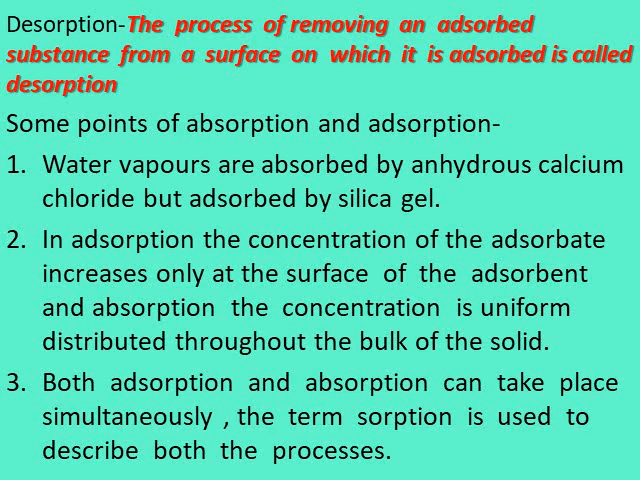 Desorption-The process of removing an adsorbed
substance from a surface on which it is adsorbed is called
desorption
Some points of absorption and adsorption-
1. Water vapours are absorbed by anhydrous calcium
chloride but adsorbed by silica gel.
2. In adsorption the concentration of the adsorbate
increases only at the surface of the adsorbent
and absorption the concentration is uniform
distributed throughout the bulk of the solid.
3. Both adsorption and absorption can take place
simultaneously , the term sorption is used to
describe both the processes.